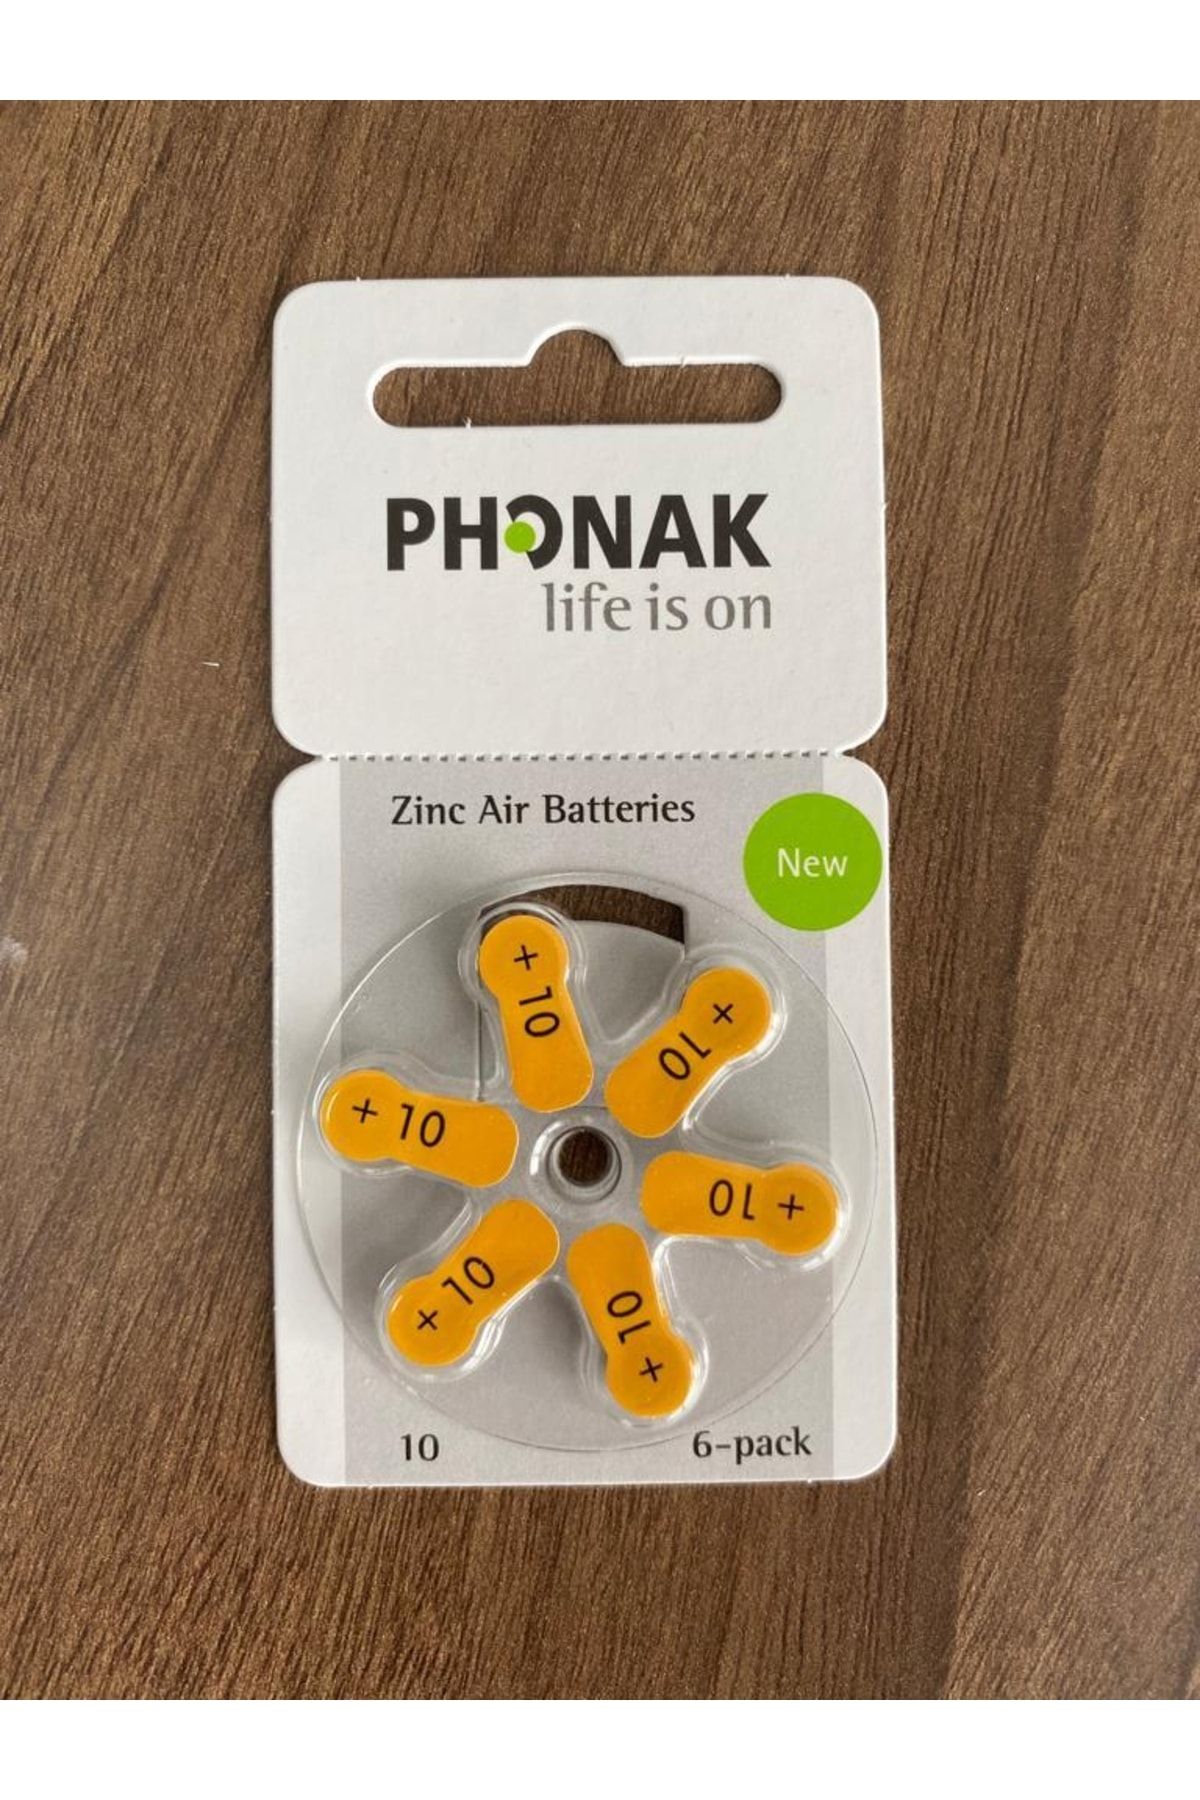 PHONAK
life is on
Zinc Air Batteries
New
+ 10
+ 10
+ 10
+ 10
+ 10
+ 10
10
6-pack